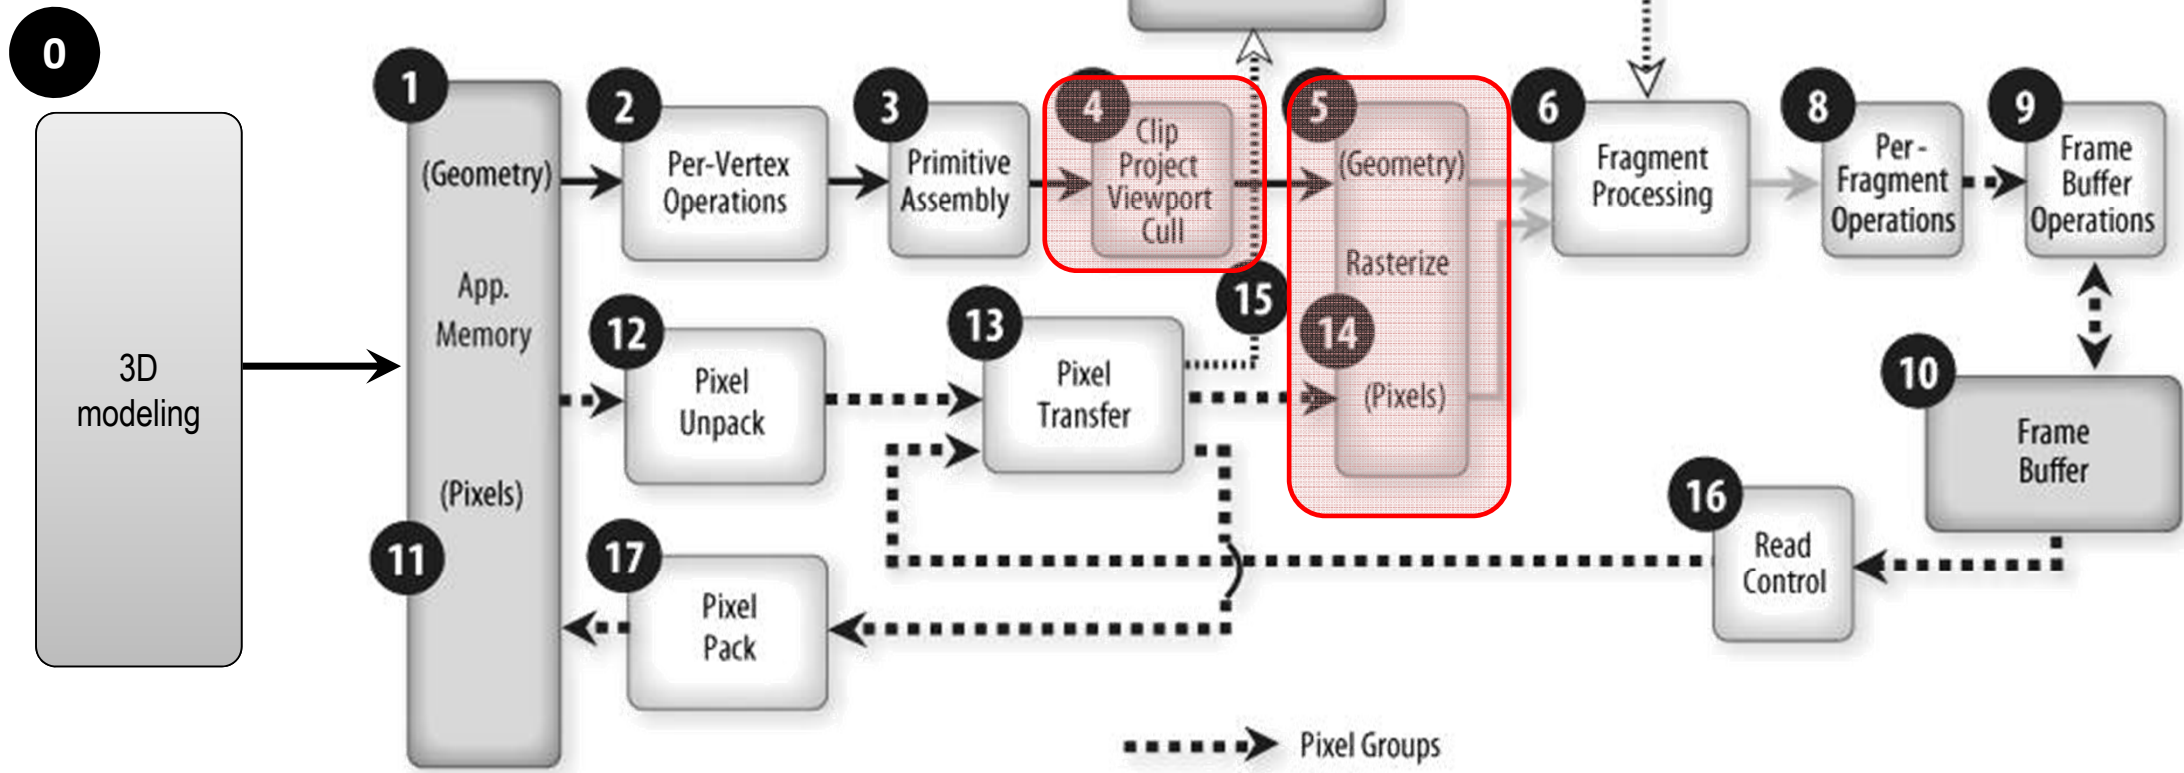 0
3D
modeling
1
(Geometry)
App.
Memory
(Pixels)
11
2
Per-Vertex
Operations
3
Primitive
Assembly
4
Clip
Project
Viewport
Cull
5
(Geometry)
Rasterize
14
(Pixels)
6
Fragment
Processing
8
Per -
Fragment
Operations
9
Frame
Buffer
Operations
12
Pixel
Unpack
13
Pixel
Transfer
15
10
Frame
Buffer
16
Read
Control
17
Pixel
Pack
Pixel Groups